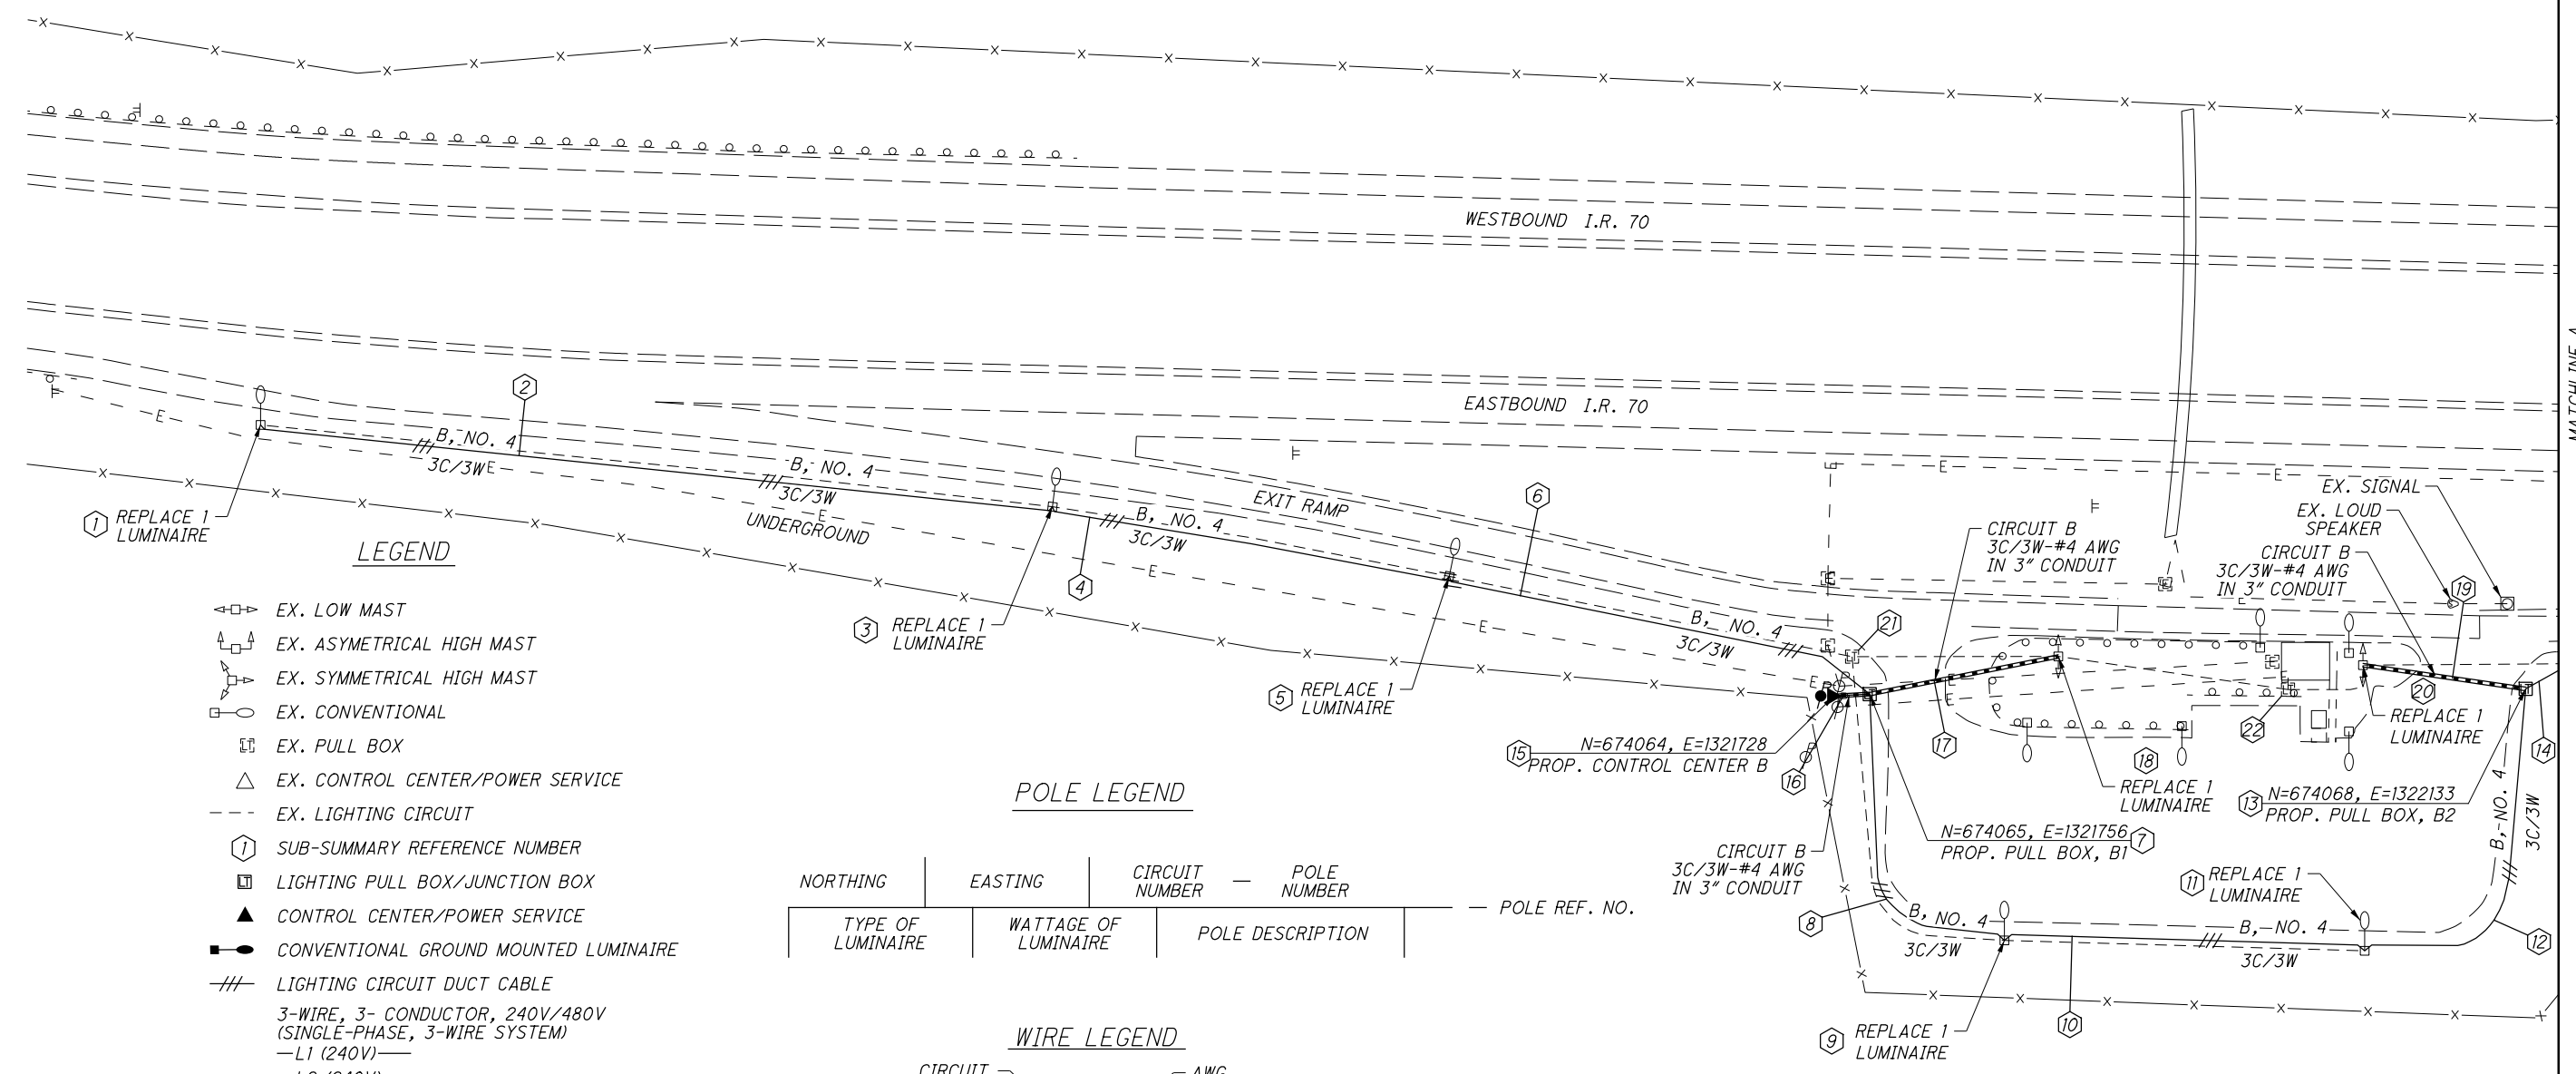 WESTBOUND I.R. 70
EASTBOUND I.R. 70
MATCHLINE A
EXIT RAMP
UNDERGROUND
1 REPLACE 1
LUMINAIRE
2
B, NO. 4
3C/3W
B, NO. 4
3C/3W
3 REPLACE 1
LUMINAIRE
4
B, NO. 4
3C/3W
5 REPLACE 1
LUMINAIRE
6
B, NO. 4
3C/3W
21
CIRCUIT B
3C/3W-#4 AWG
IN 3" CONDUIT
EX. SIGNAL
EX. LOUD
SPEAKER
CIRCUIT B
3C/3W-#4 AWG
IN 3" CONDUIT
19
20
REPLACE 1
LUMINAIRE
14
22
17
18
REPLACE 1
LUMINAIRE
15 N=674064, E=1321728
PROP. CONTROL CENTER B
16
13 N=674068, E=1322133
PROP. PULL BOX, B2
N=674065, E=1321756 7
PROP. PULL BOX, B1
CIRCUIT B
3C/3W-#4 AWG
IN 3" CONDUIT
B, NO. 4
3C/3W
11 REPLACE 1
LUMINAIRE
8
B, NO. 4
3C/3W
B, NO. 4
3C/3W
12
10
9 REPLACE 1
LUMINAIRE
LEGEND
EX. LOW MAST
EX. ASYMETRICAL HIGH MAST
EX. SYMMETRICAL HIGH MAST
EX. CONVENTIONAL
LT EX. PULL BOX
EX. CONTROL CENTER/POWER SERVICE
EX. LIGHTING CIRCUIT
1 SUB-SUMMARY REFERENCE NUMBER
LT LIGHTING PULL BOX/JUNCTION BOX
CONTROL CENTER/POWER SERVICE
CONVENTIONAL GROUND MOUNTED LUMINAIRE
LIGHTING CIRCUIT DUCT CABLE
3-WIRE, 3- CONDUCTOR, 240V/480V
(SINGLE-PHASE, 3-WIRE SYSTEM)
L1 (240V)
POLE LEGEND
NORTHING EASTING CIRCUIT NUMBER — POLE NUMBER
TYPE OF LUMINAIRE WATTAGE OF LUMINAIRE POLE DESCRIPTION
POLE REF. NO.
WIRE LEGEND
CIRCUIT AWG